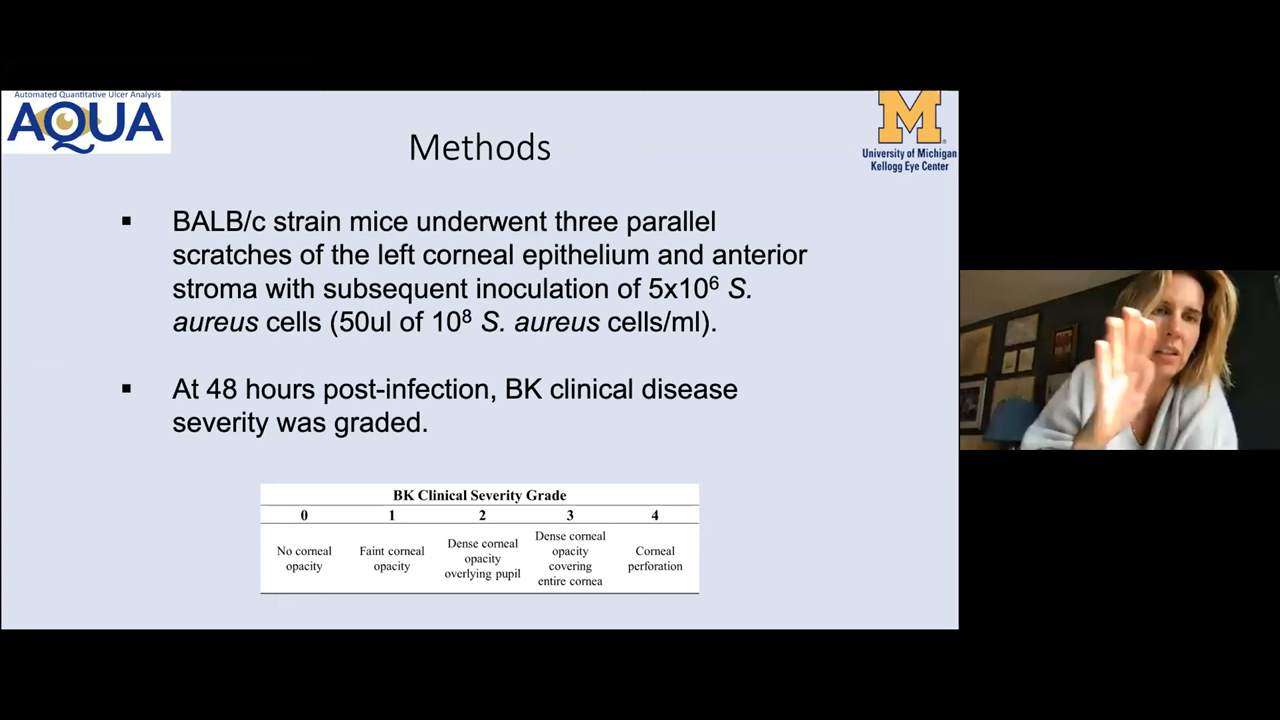 Automated Quantitative Ulcer Analysis
AQUA
University of Michigan
Kellogg Eye Center
Methods
▪ BALB/c strain mice underwent three parallel
scratches of the left corneal epithelium and anterior
stroma with subsequent inoculation of 5x10⁶ S.
aureus cells (50ul of 10⁸ S. aureus cells/ml).
▪ At 48 hours post-infection, BK clinical disease
severity was graded.
BK Clinical Severity Grade
0 1 2 3 4
No corneal opacity
Faint corneal opacity
Dense corneal opacity overlying pupil
Dense corneal opacity covering entire cornea
Corneal perforation